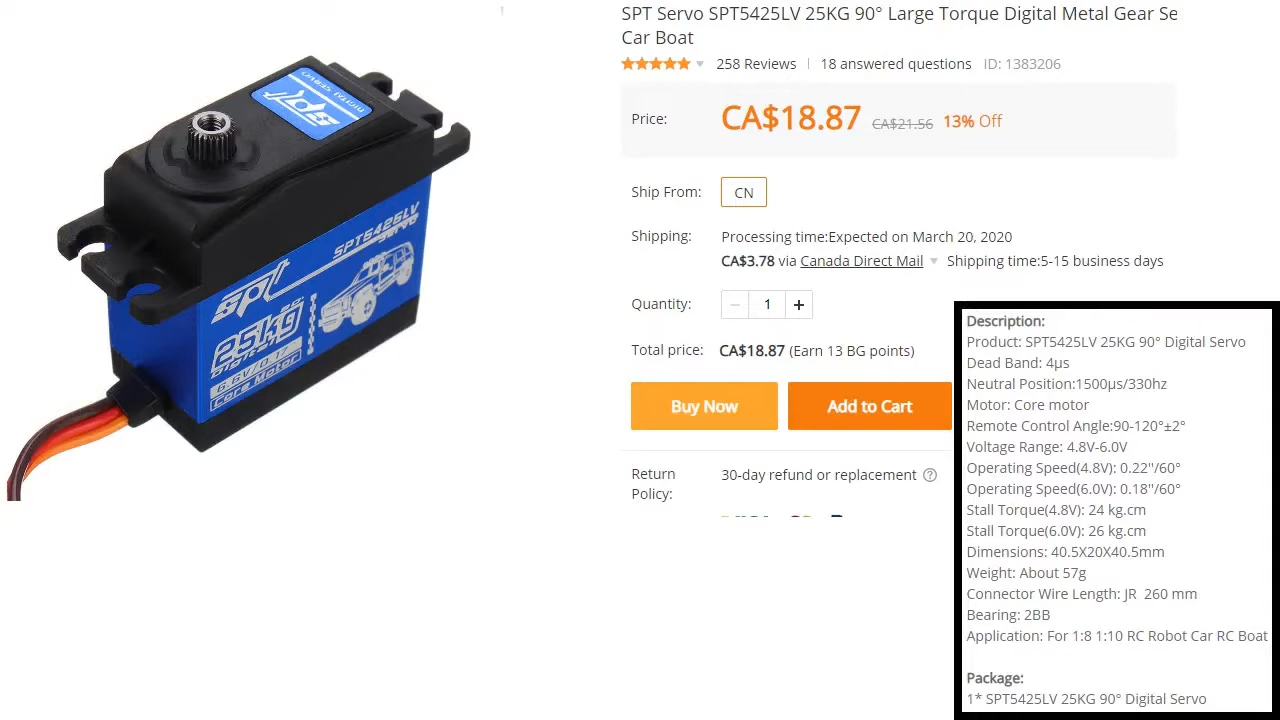 SPT Servo SPT5425LV 25KG 90° Large Torque Digital Metal Gear Se
Car Boat
258 Reviews
18 answered questions
ID: 1383206
Price:
CA$18.87
CA$21.56
13% Off
Ship From:
CN
Shipping:
Processing time:Expected on March 20, 2020
CA$3.78 via Canada Direct Mail
Shipping time:5-15 business days
Quantity:
− 1 +
Total price:
CA$18.87 (Earn 13 BG points)
Buy Now
Add to Cart
Return
Policy:
30-day refund or replacement ?
SPT
DIGITAL SERVO
SPT5425LV
Servo
spt
25kg
Digital
Core Motor
Description:
Product: SPT5425LV 25KG 90° Digital Servo
Dead Band: 4μs
Neutral Position:1500μs/330hz
Motor: Core motor
Remote Control Angle:90-120°±2°
Voltage Range: 4.8V-6.0V
Operating Speed(4.8V): 0.22''/60°
Operating Speed(6.0V): 0.18''/60°
Stall Torque(4.8V): 24 kg.cm
Stall Torque(6.0V): 26 kg.cm
Dimensions: 40.5X20X40.5mm
Weight: About 57g
Connector Wire Length: JR  260 mm
Bearing: 2BB
Application: For 1:8 1:10 RC Robot Car RC Boat
Package:
1* SPT5425LV 25KG 90° Digital Servo